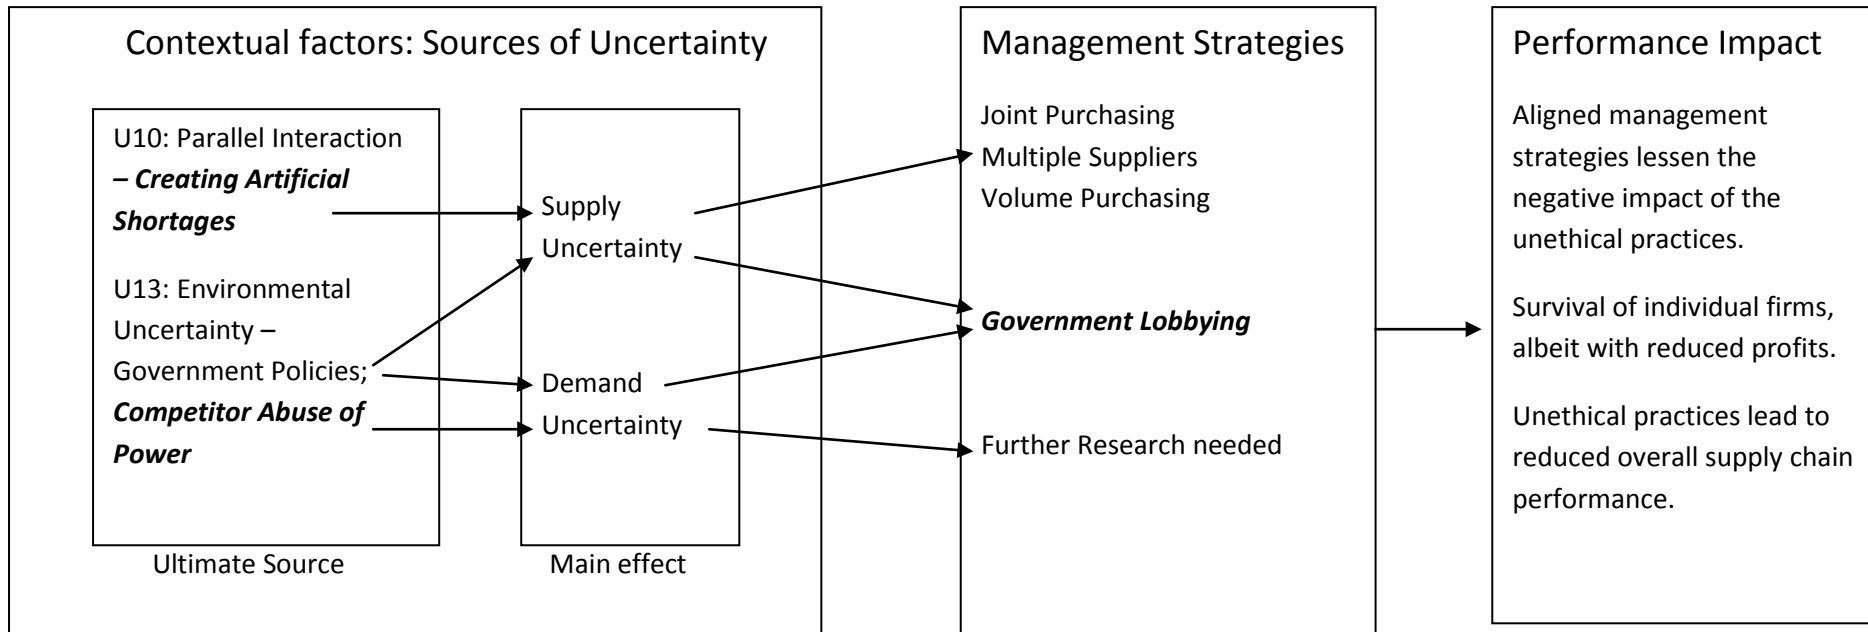 Contextual factors: Sources of Uncertainty
U10: Parallel Interaction
– Creating Artificial
Shortages
U13: Environmental
Uncertainty –
Government Policies;
Competitor Abuse of
Power
Ultimate Source
Supply
Uncertainty
Demand
Uncertainty
Main effect
Management Strategies
Joint Purchasing
Multiple Suppliers
Volume Purchasing
Government Lobbying
Further Research needed
Performance Impact
Aligned management
strategies lessen the
negative impact of the
unethical practices.
Survival of individual firms,
albeit with reduced profits.
Unethical practices lead to
reduced overall supply chain
performance.